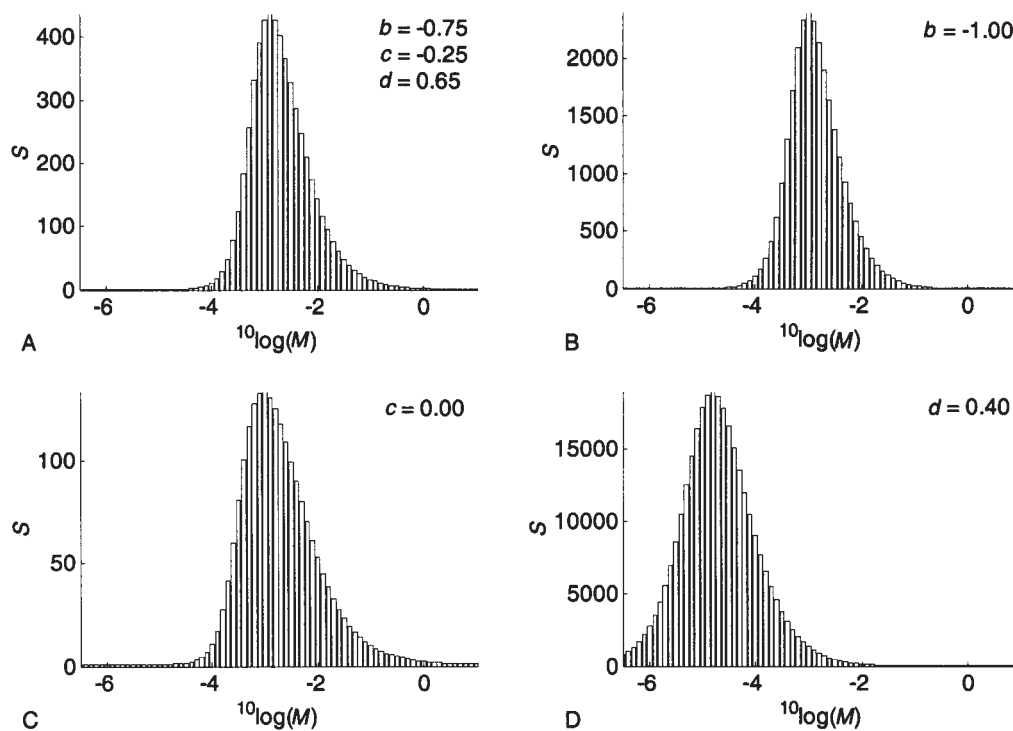 400
300
200
100
0
S
b = -0.75
c = -0.25
d = 0.65
-6
-4
-2
0
¹⁰log(M)
A
2000
1500
1000
500
0
S
b = -1.00
-6
-4
-2
0
¹⁰log(M)
B
100
50
0
S
c = 0.00
-6
-4
-2
0
¹⁰log(M)
C
15000
10000
5000
0
S
d = 0.40
-6
-4
-2
0
¹⁰log(M)
D